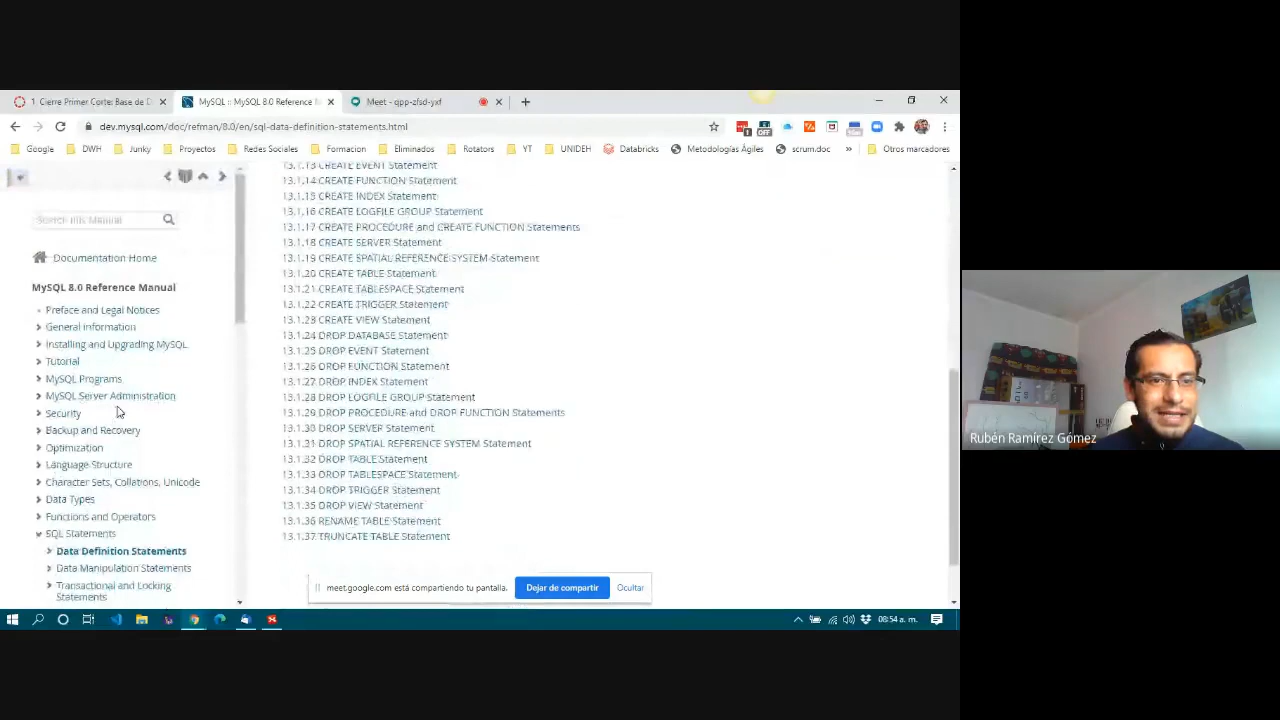 1 Cierre Primer Corte: Base de D
MySQL :: MySQL 8.0 Reference M
Meet - qpp-zfsd-yxf
dev.mysql.com/doc/refman/8.0/en/sql-data-definition-statements.html
Google
DWH
Junky
Proyectos
Redes Sociales
Formacion
Eliminados
Rotators
YT
UNIDEH
Databricks
Metodologías Ágiles
scrum.doc
»
Otros marcadores
Search this Manual
Documentation Home
MySQL 8.0 Reference Manual
Preface and Legal Notices
General Information
Installing and Upgrading MySQL
Tutorial
MySQL Programs
MySQL Server Administration
Security
Backup and Recovery
Optimization
Language Structure
Character Sets, Collations, Unicode
Data Types
Functions and Operators
SQL Statements
Data Definition Statements
Data Manipulation Statements
Transactional and Locking
Statements
13.1.13 CREATE EVENT Statement
13.1.14 CREATE FUNCTION Statement
13.1.15 CREATE INDEX Statement
13.1.16 CREATE LOGFILE GROUP Statement
13.1.17 CREATE PROCEDURE and CREATE FUNCTION Statements
13.1.18 CREATE SERVER Statement
13.1.19 CREATE SPATIAL REFERENCE SYSTEM Statement
13.1.20 CREATE TABLE Statement
13.1.21 CREATE TABLESPACE Statement
13.1.22 CREATE TRIGGER Statement
13.1.23 CREATE VIEW Statement
13.1.24 DROP DATABASE Statement
13.1.25 DROP EVENT Statement
13.1.26 DROP FUNCTION Statement
13.1.27 DROP INDEX Statement
13.1.28 DROP LOGFILE GROUP Statement
13.1.29 DROP PROCEDURE and DROP FUNCTION Statements
13.1.30 DROP SERVER Statement
13.1.31 DROP SPATIAL REFERENCE SYSTEM Statement
13.1.32 DROP TABLE Statement
13.1.33 DROP TABLESPACE Statement
13.1.34 DROP TRIGGER Statement
13.1.35 DROP VIEW Statement
13.1.36 RENAME TABLE Statement
13.1.37 TRUNCATE TABLE Statement
meet.google.com está compartiendo tu pantalla.
Dejar de compartir
Ocultar
08:54 a. m.
Rubén Ramírez Gómez